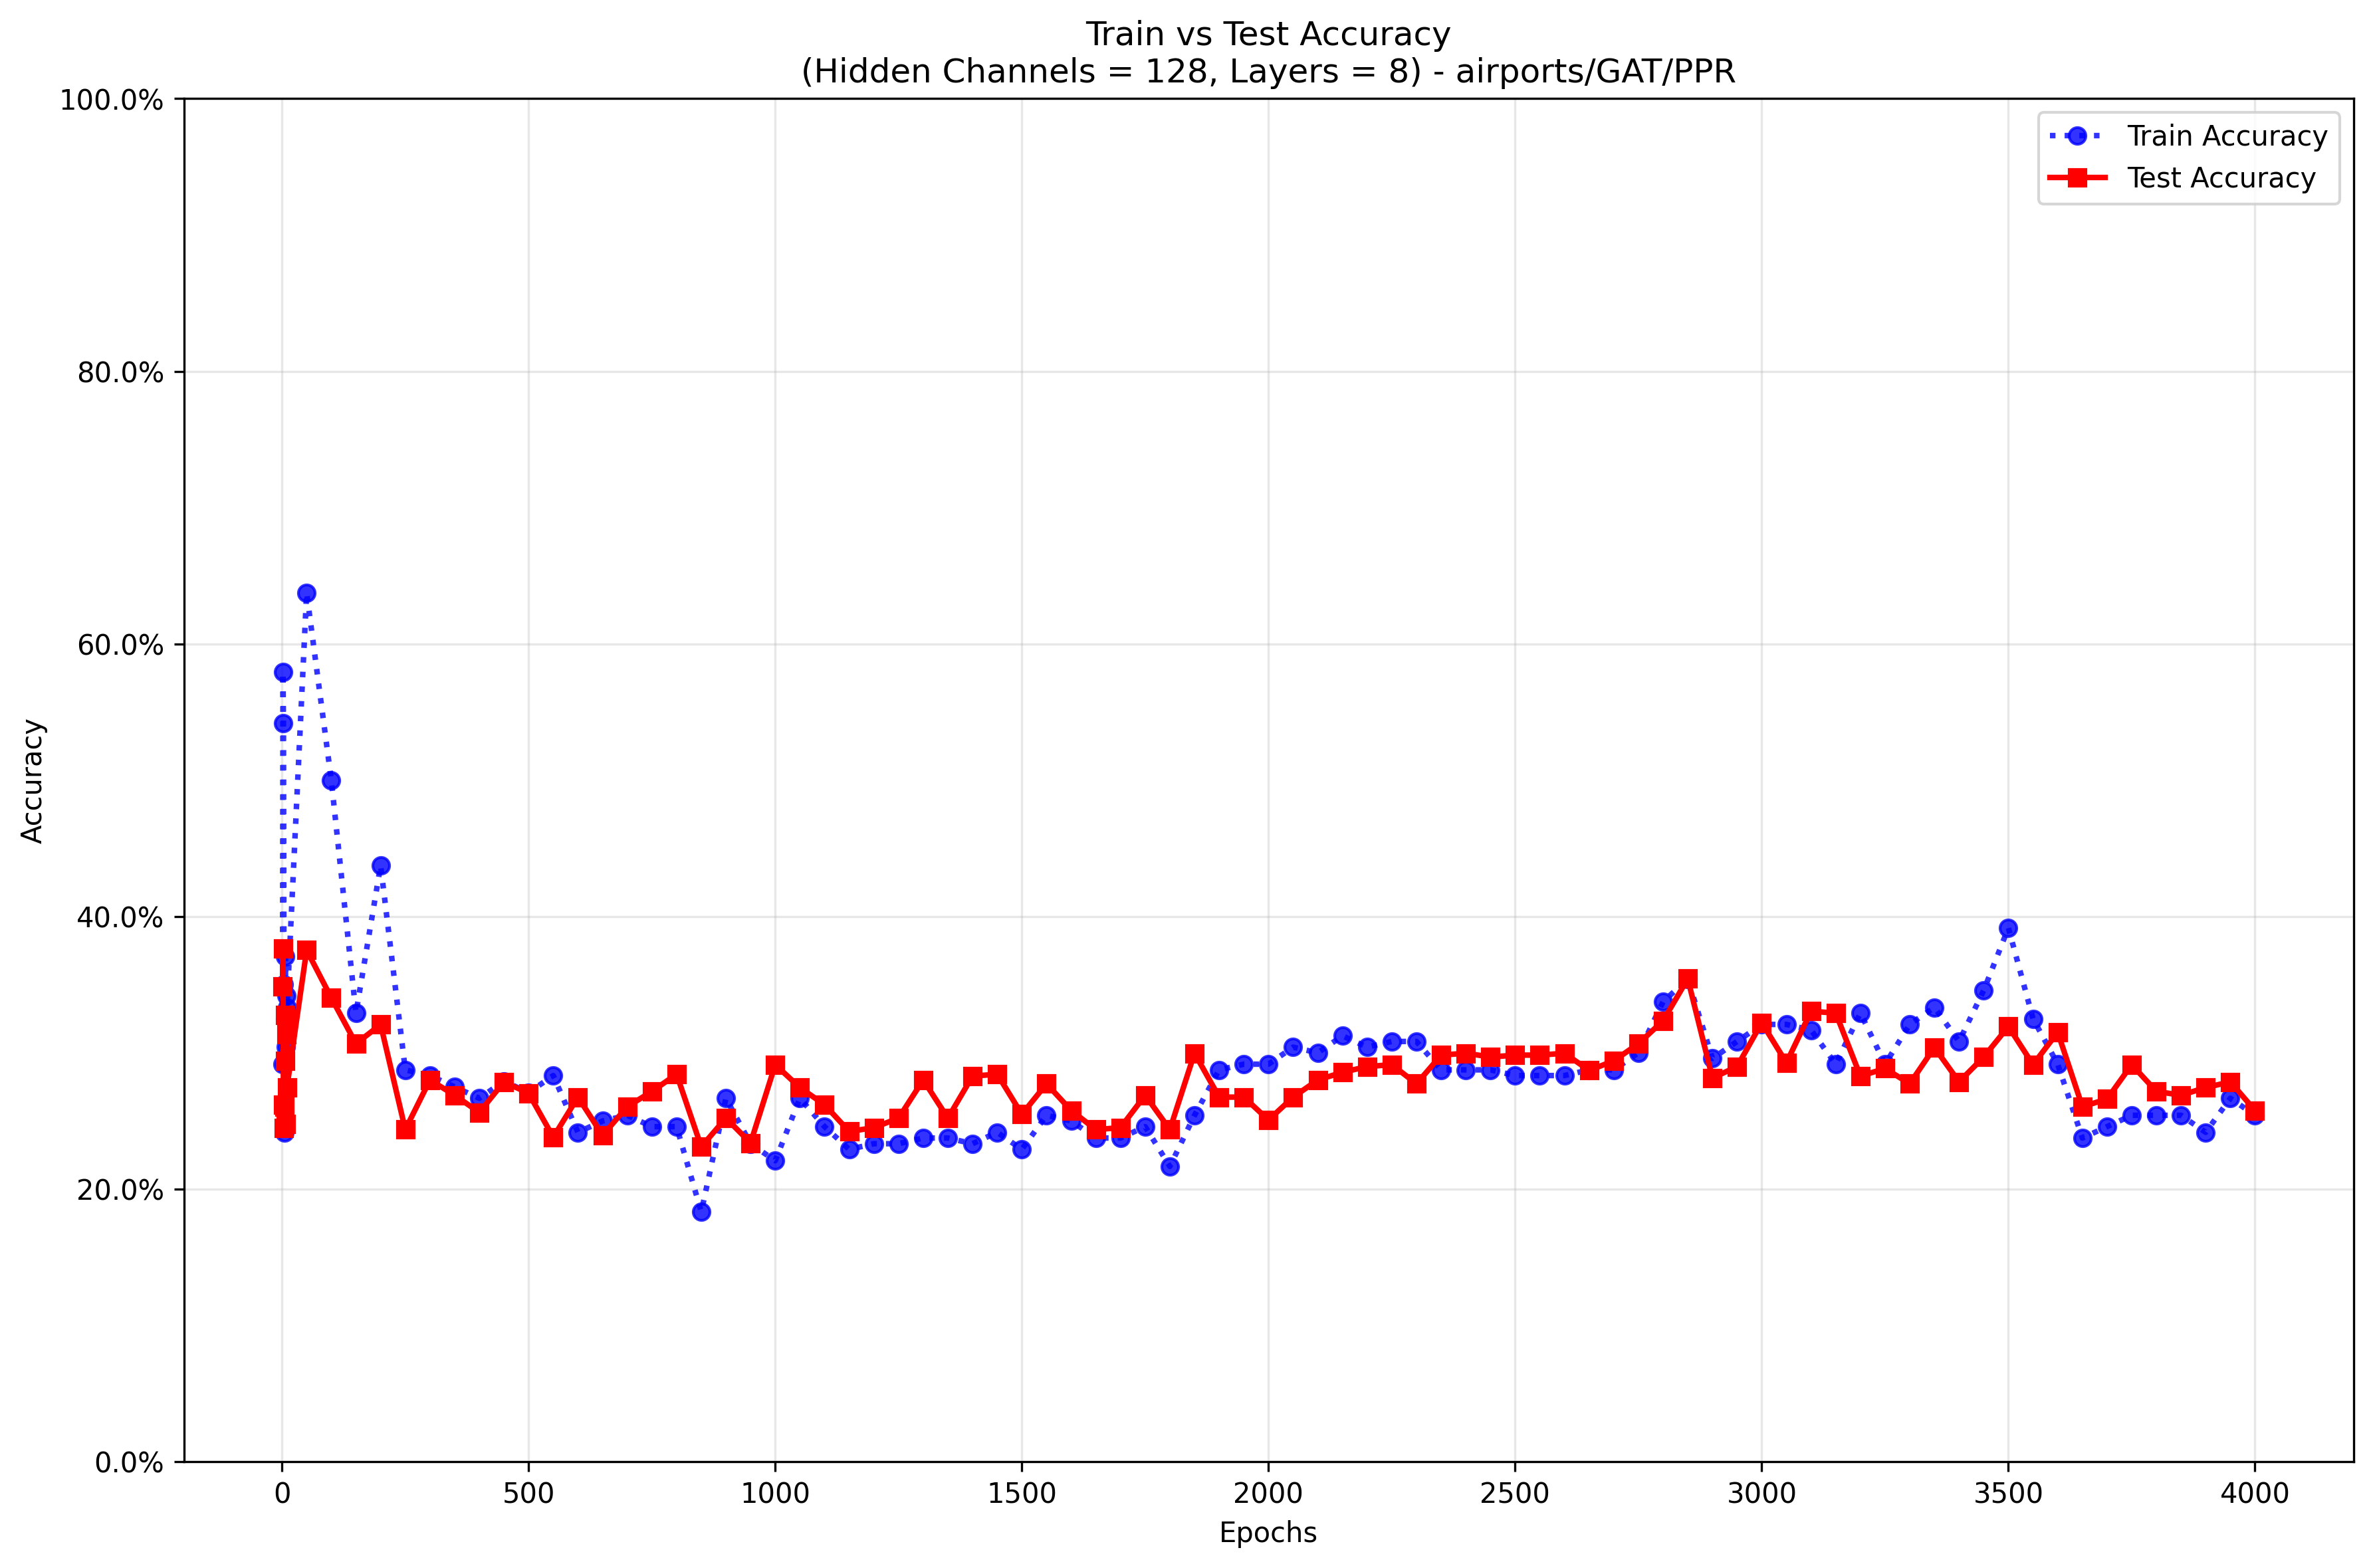 Train vs Test Accuracy
(Hidden Channels = 128, Layers = 8) - airports/GAT/PPR
100.0%
80.0%
60.0%
40.0%
20.0%
0.0%
Accuracy
Train Accuracy
Test Accuracy
0
500
1000
1500
2000
2500
3000
3500
4000
Epochs